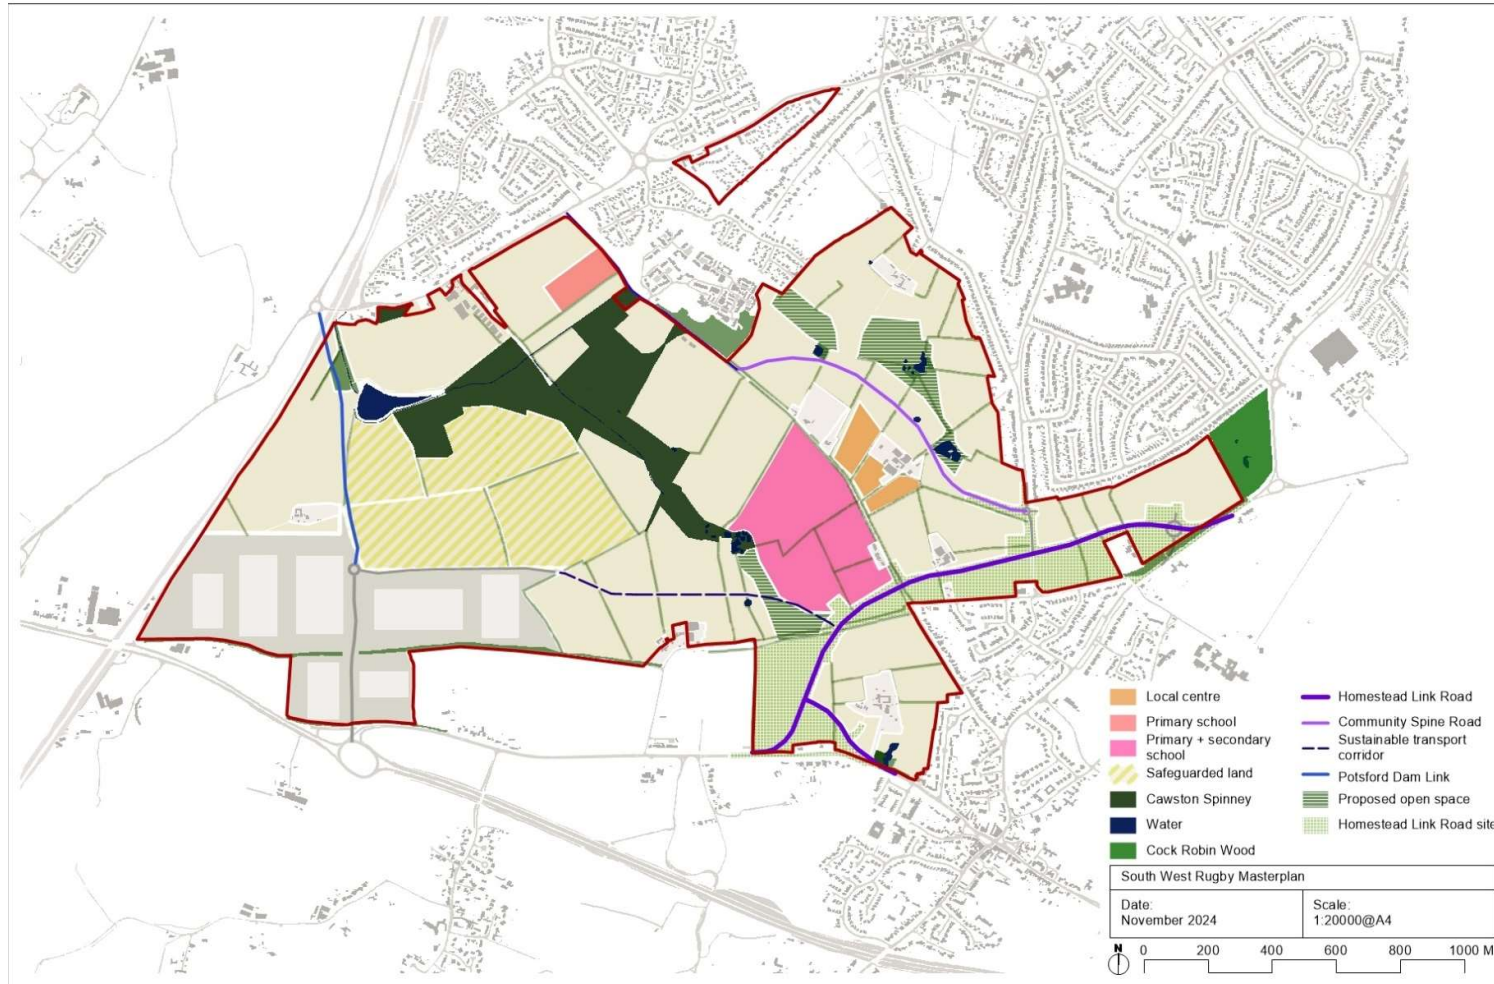 Local centre
Primary school
Primary + secondary
school
Safeguarded land
Cawston Spinney
Water
Cock Robin Wood
Homestead Link Road
Community Spine Road
Sustainable transport
corridor
Potsford Dam Link
Proposed open space
Homestead Link Road site
South West Rugby Masterplan
Date:
November 2024
Scale:
1:20000@A4
N
0 200 400 600 800 1000 M